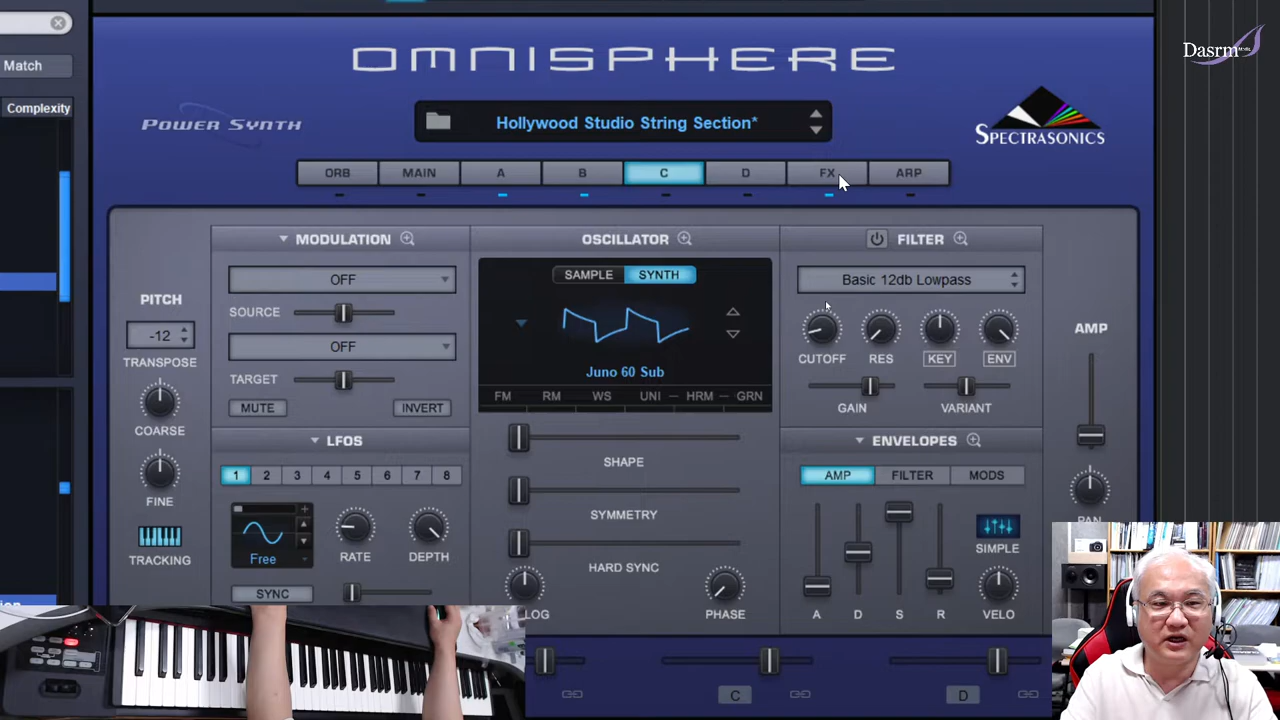 Match
Complexity
OMNISPHERE
Dasrm Media
POWER SYNTH
Hollywood Studio String Section*
SPECTRASONICS
ORB MAIN A B C D FX ARP
MODULATION
OSCILLATOR
FILTER
PITCH
-12
TRANSPOSE
COARSE
FINE
TRACKING
OFF
SOURCE
OFF
TARGET
MUTE INVERT
LFOS
1 2 3 4 5 6 7 8
Free
RATE DEPTH
SYNC
SAMPLE SYNTH
Juno 60 Sub
FM RM WS UNI HRM GRN
SHAPE
SYMMETRY
HARD SYNC
PHASE
Basic 12db Lowpass
CUTOFF RES KEY ENV
GAIN VARIANT
ENVELOPES
AMP FILTER MODS
SIMPLE
A D S R VELO
AMP
PAN
C D